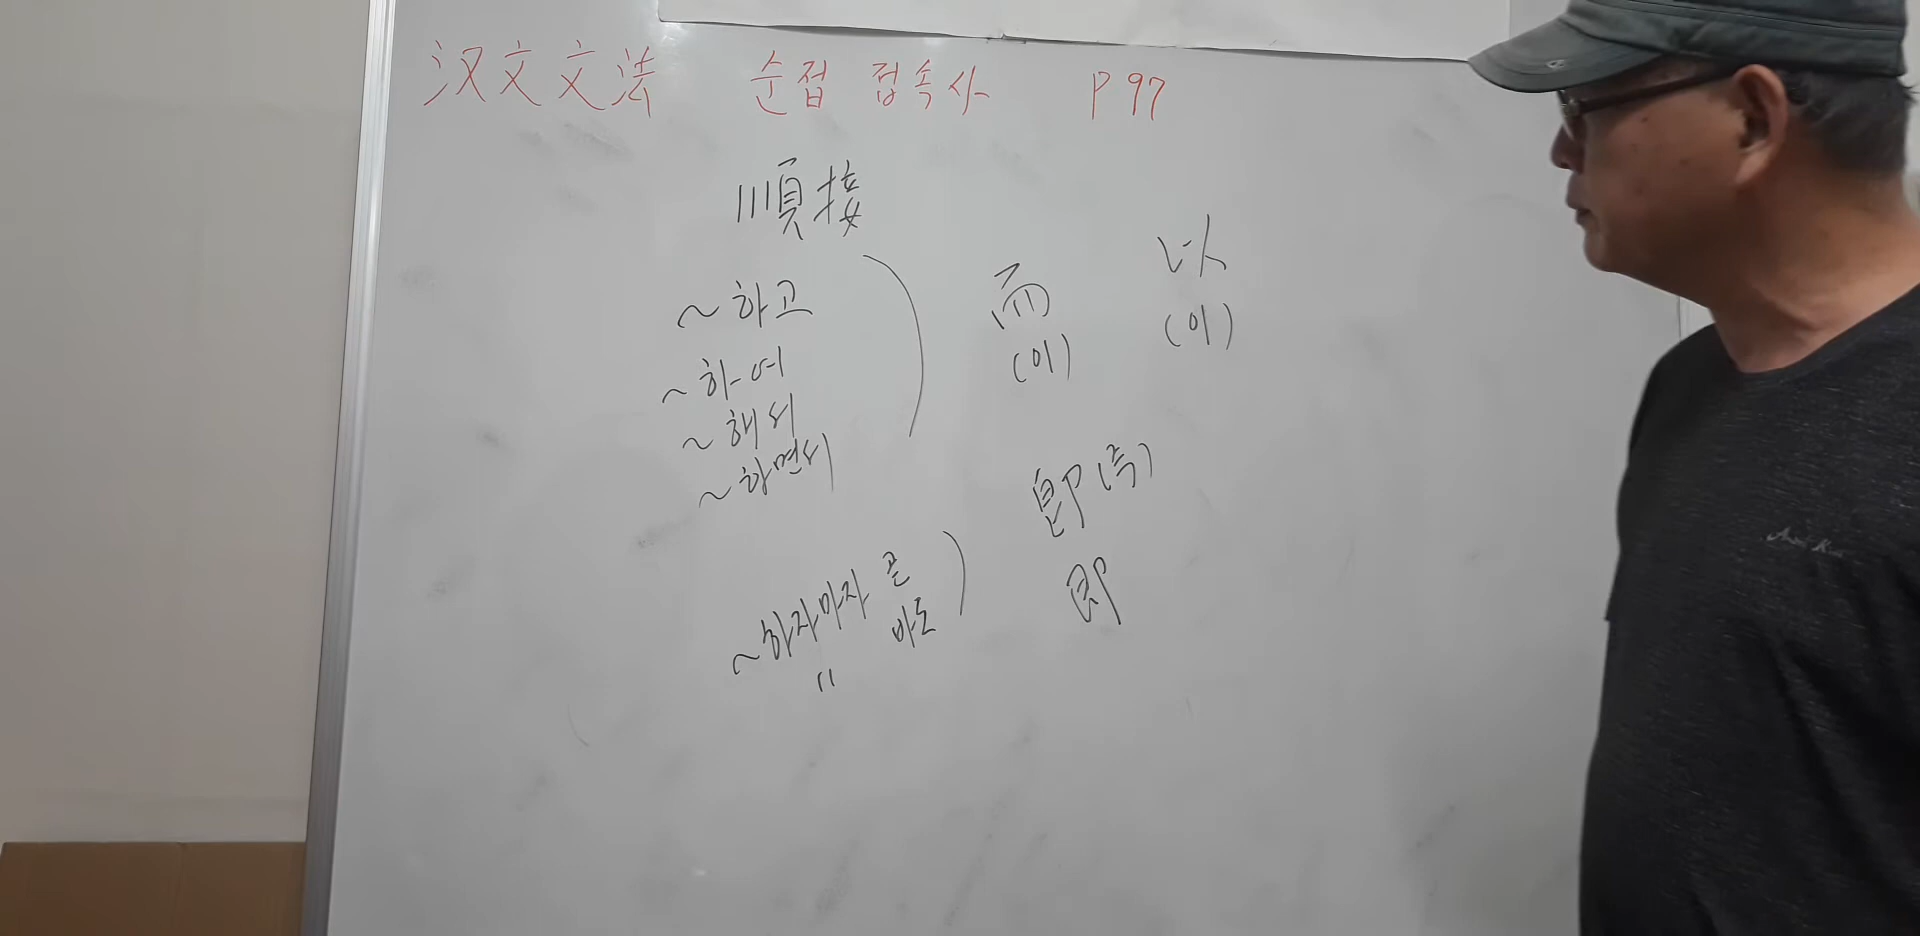 汉文文法 순접 접속사 P 97
順接
~하고
~하여
~해서
~하면서
而
(이)
以
(이)
~하자마자 곧
〃 바로
卽(즉)
即